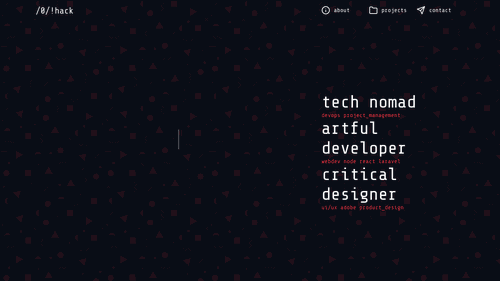 /0/!hack
about
projects
contact
tech nomad
devops project_management
artful
developer
webdev node react laravel
critical
designer
ui/ux adobe product_design